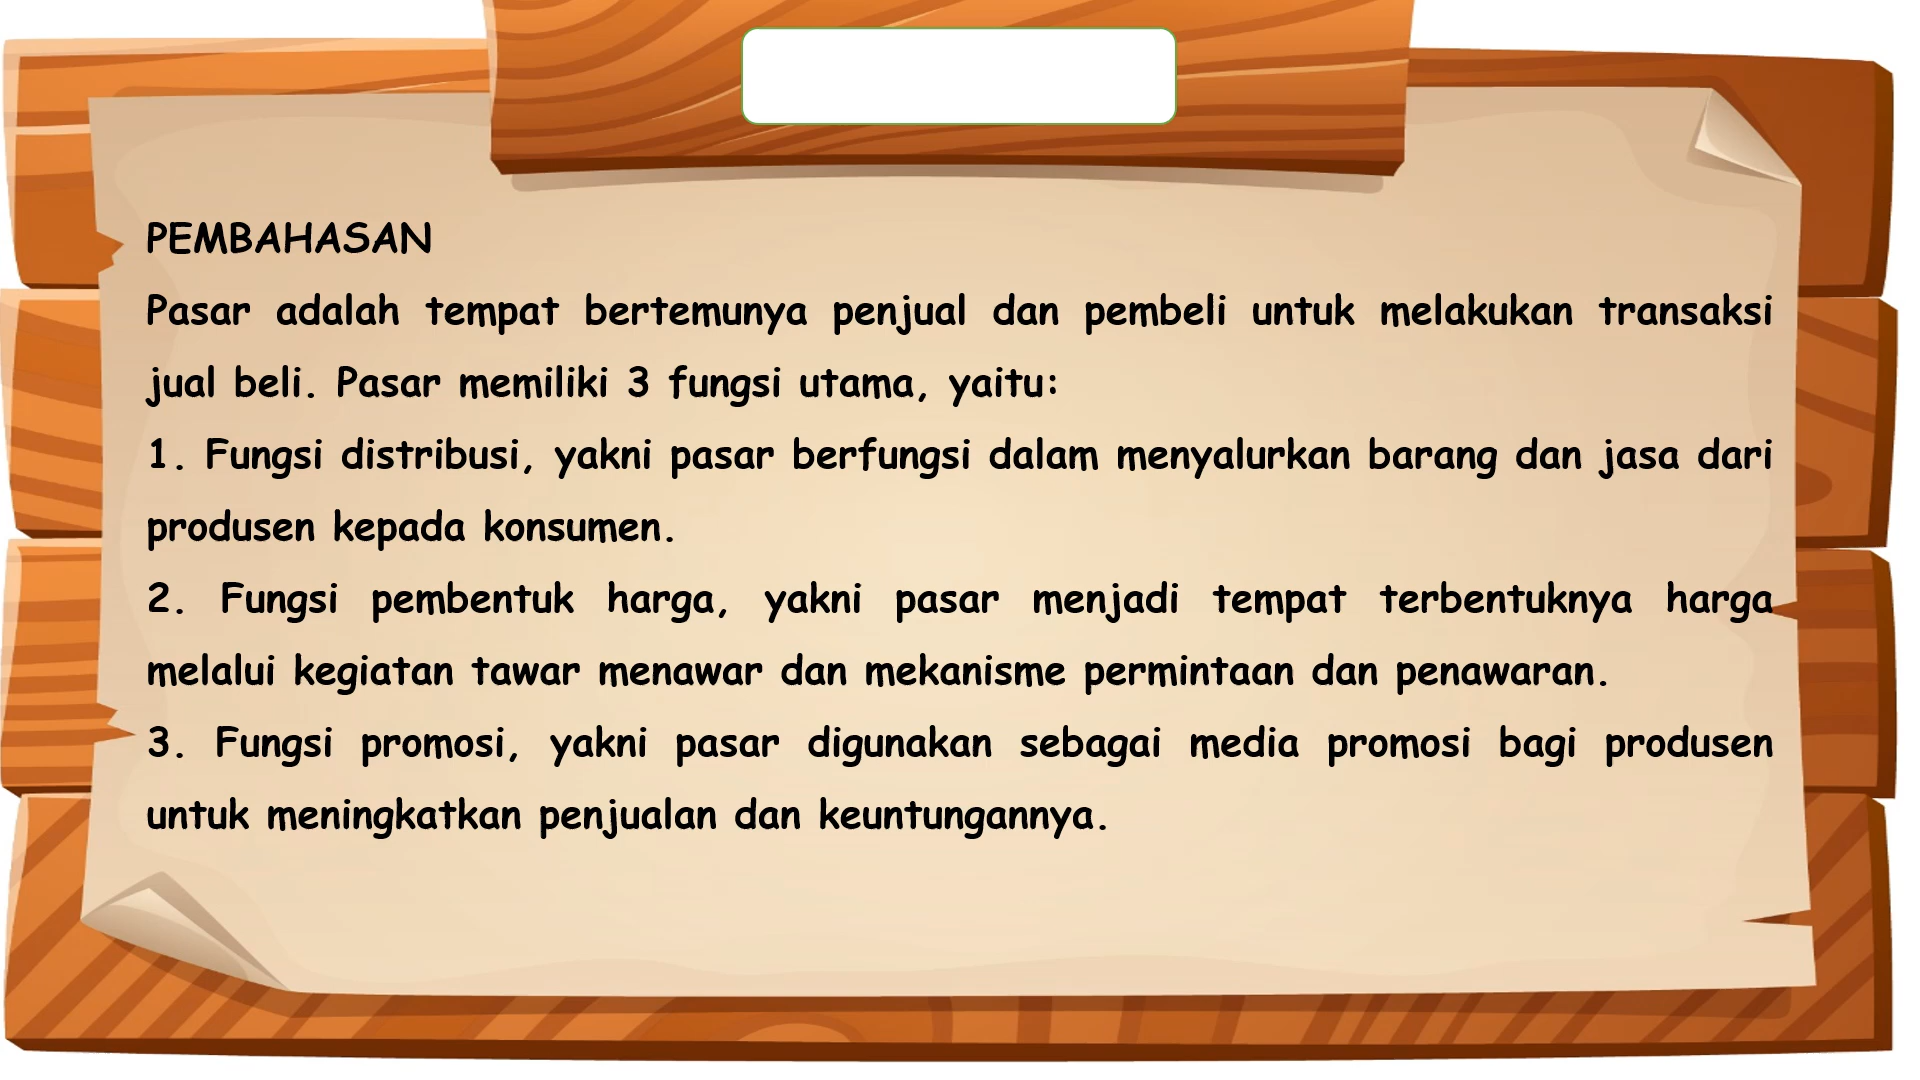 PEMBAHASAN
Pasar adalah tempat bertemunya penjual dan pembeli untuk melakukan transaksi
jual beli. Pasar memiliki 3 fungsi utama, yaitu:
1. Fungsi distribusi, yakni pasar berfungsi dalam menyalurkan barang dan jasa dari
produsen kepada konsumen.
2. Fungsi pembentuk harga, yakni pasar menjadi tempat terbentuknya harga
melalui kegiatan tawar menawar dan mekanisme permintaan dan penawaran.
3. Fungsi promosi, yakni pasar digunakan sebagai media promosi bagi produsen
untuk meningkatkan penjualan dan keuntungannya.